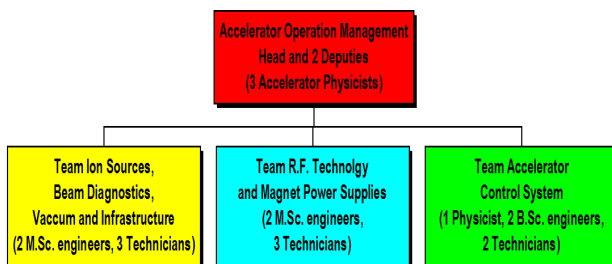 Accelerator Operation Management
Head and 2 Deputies
(3 Accelerator Physicists)
Team Ion Sources,
Beam Diagnostics,
Vaccum and Infrastructure
(2 M.Sc. engineers, 3 Technicians)
Team R.F. Technolgy
and Magnet Power Supplies
(2 M.Sc. engineers,
3 Technicians)
Team Accelerator
Control System
(1 Physicist, 2 B.Sc. engineers,
2 Technicians)